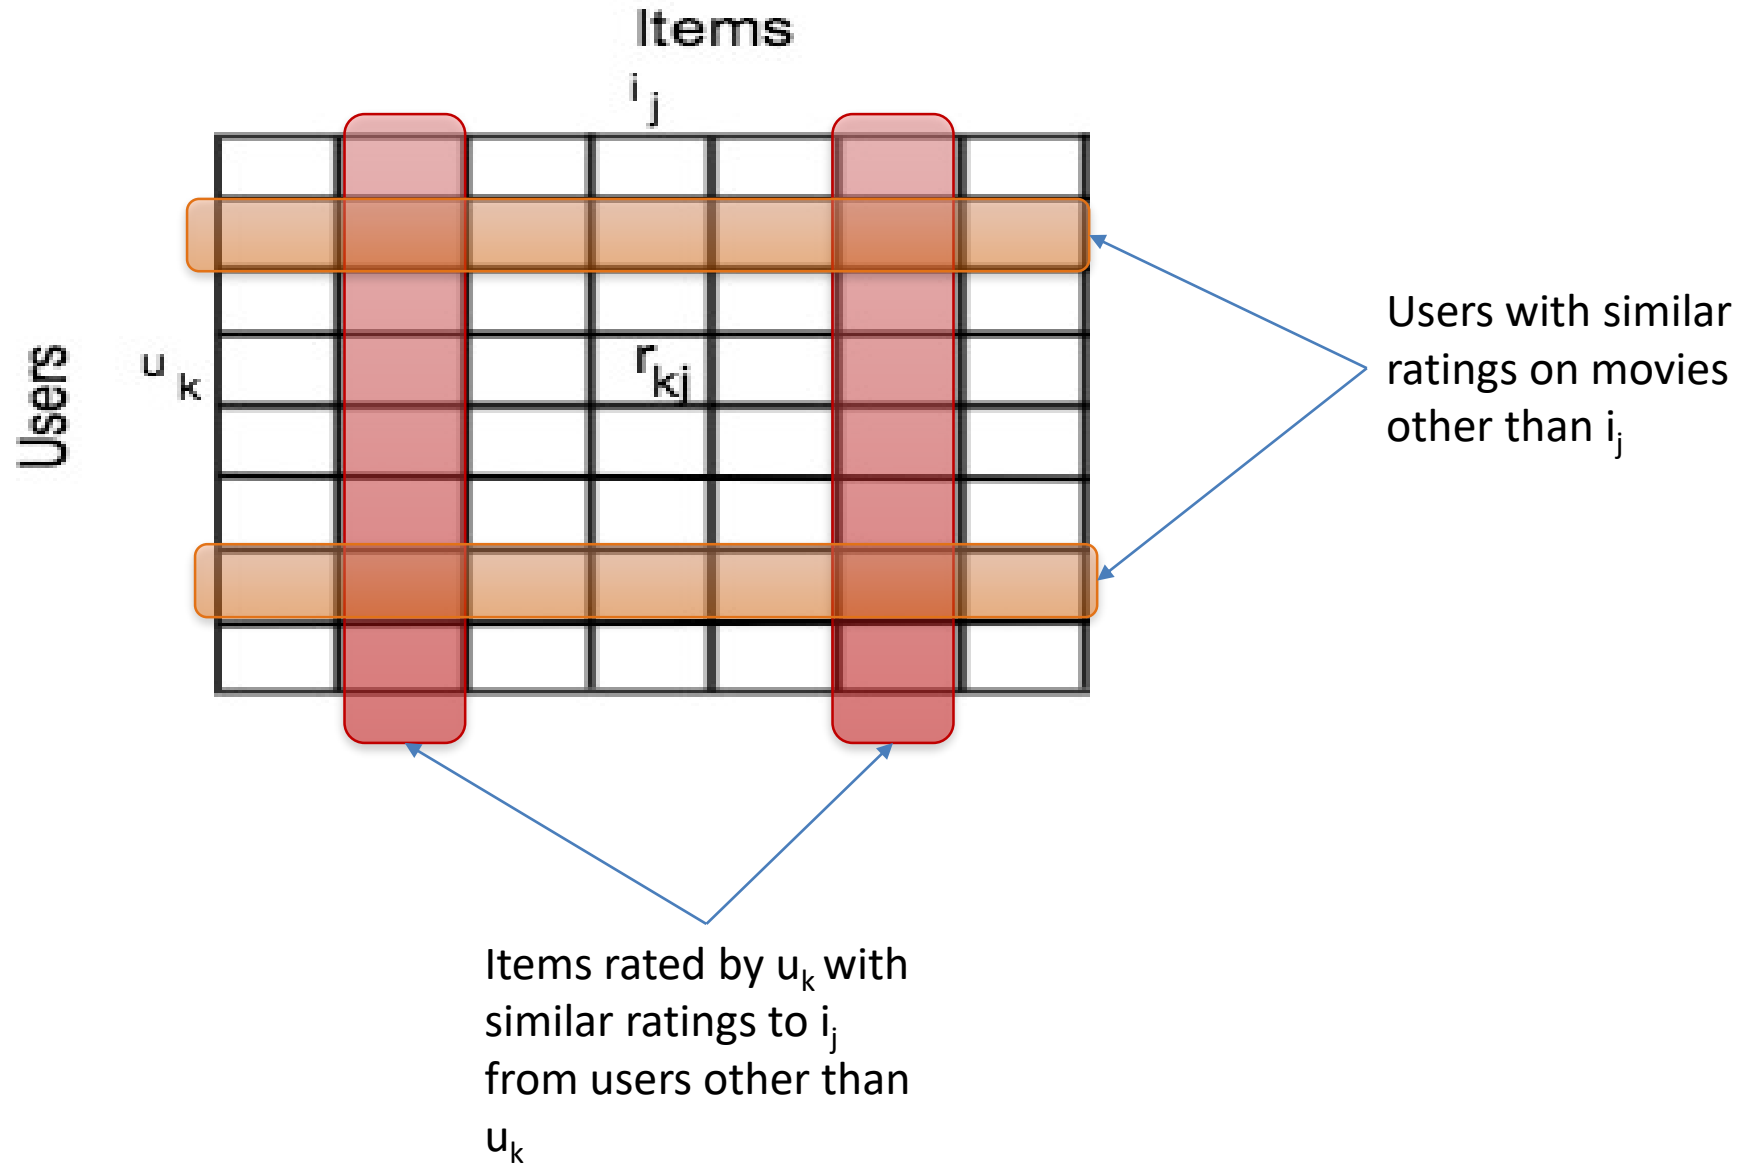 Items
i j
Users
u k
r kj
Users with similar
ratings on movies
other than i j
Items rated by u k with
similar ratings to i j
from users other than
u k